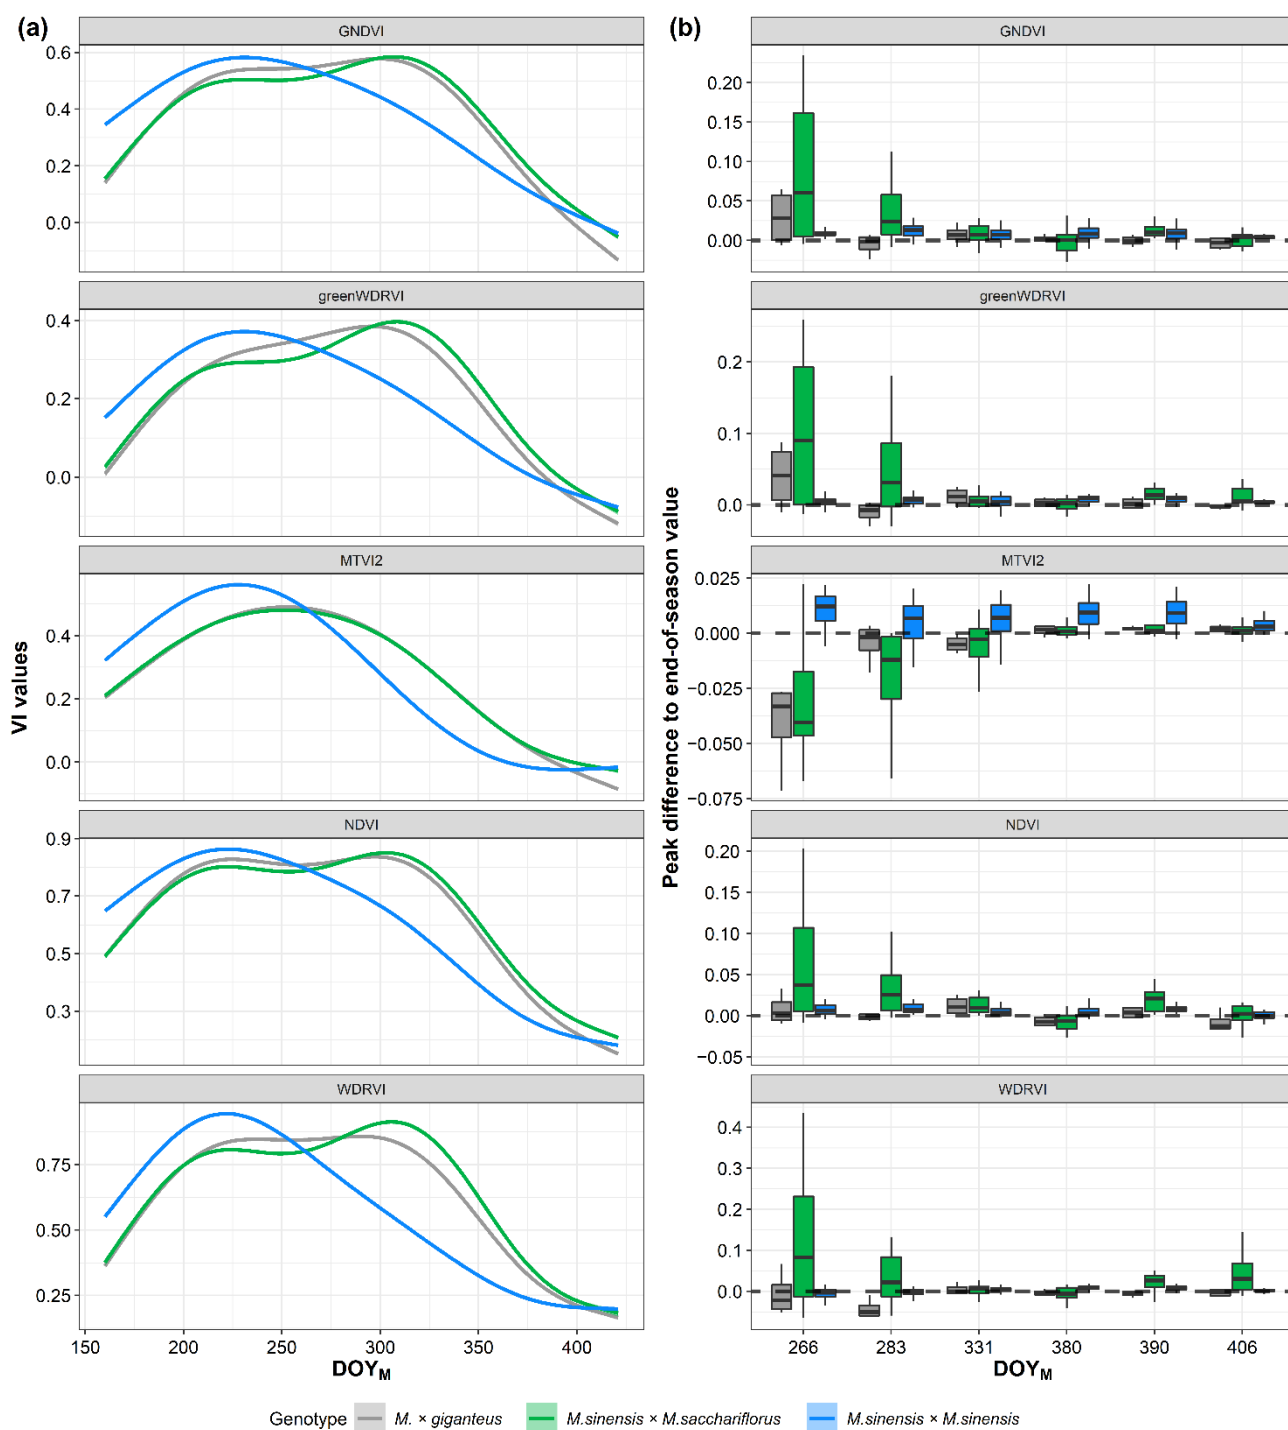 (a)
(b)
GNDVI
0.6
0.4
0.2
0.0
greenWDRVI
0.4
0.2
0.0
MTVI2
0.4
0.2
0.0
NDVI
0.9
0.7
0.5
0.3
WDRVI
0.75
0.50
0.25
150 200 250 300 350 400
DOYM
VI values
GNDVI
0.20
0.15
0.10
0.05
0.00
greenWDRVI
0.2
0.1
0.0
MTVI2
0.025
0.000
−0.025
−0.050
−0.075
NDVI
0.20
0.15
0.10
0.05
0.00
−0.05
WDRVI
0.4
0.3
0.2
0.1
0.0
266 283 331 380 390 406
DOYM
Peak difference to end-of-season value
Genotype M. × giganteus M.sinensis × M.sacchariflorus M.sinensis × M.sinensis